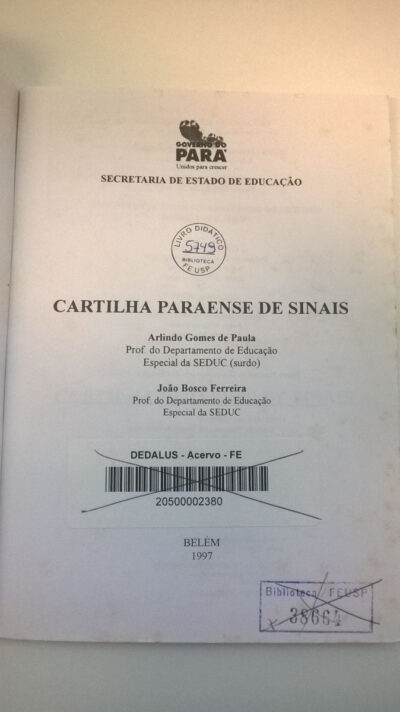 GOVERNO DO
PARÁ
Unidos para crescer
SECRETARIA DE ESTADO DE EDUCAÇÃO
LIVRO DIDÁTICO
5749
BIBLIOTECA
FEUSP
CARTILHA PARAENSE DE SINAIS
Arlindo Gomes de Paula
Prof. do Departamento de Educação
Especial da SEDUC (surdo)
João Bosco Ferreira
Prof. do Departamento de Educação
Especial da SEDUC
DEDALUS - Acervo - FE
20500002380
BELÉM
1997
Biblioteca / FEUSP
38664